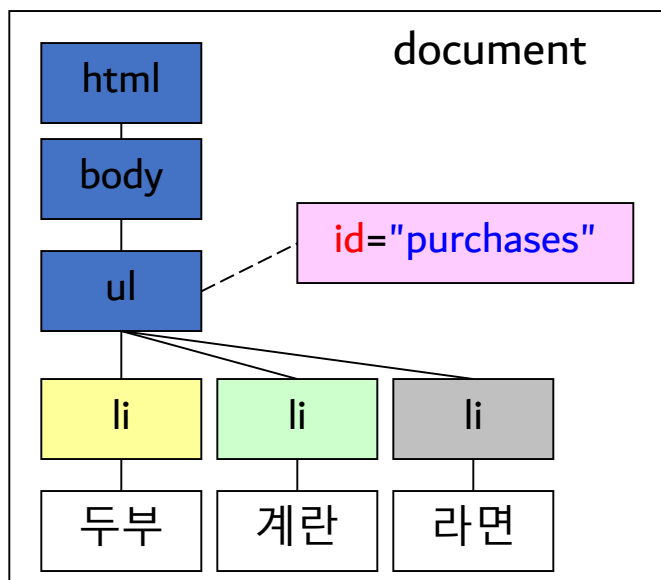 document
html
body
id="purchases"
ul
li
li
li
두부
계란
라면